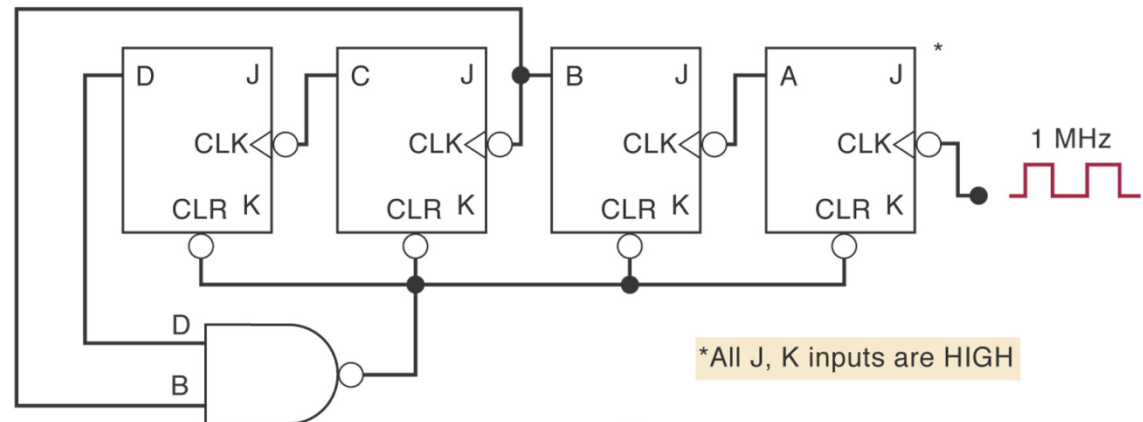 *
D J C J B J A J
1 MHz
CLK CLK CLK CLK
CLR K CLR K CLR K CLR K
D
*All J, K inputs are HIGH
B